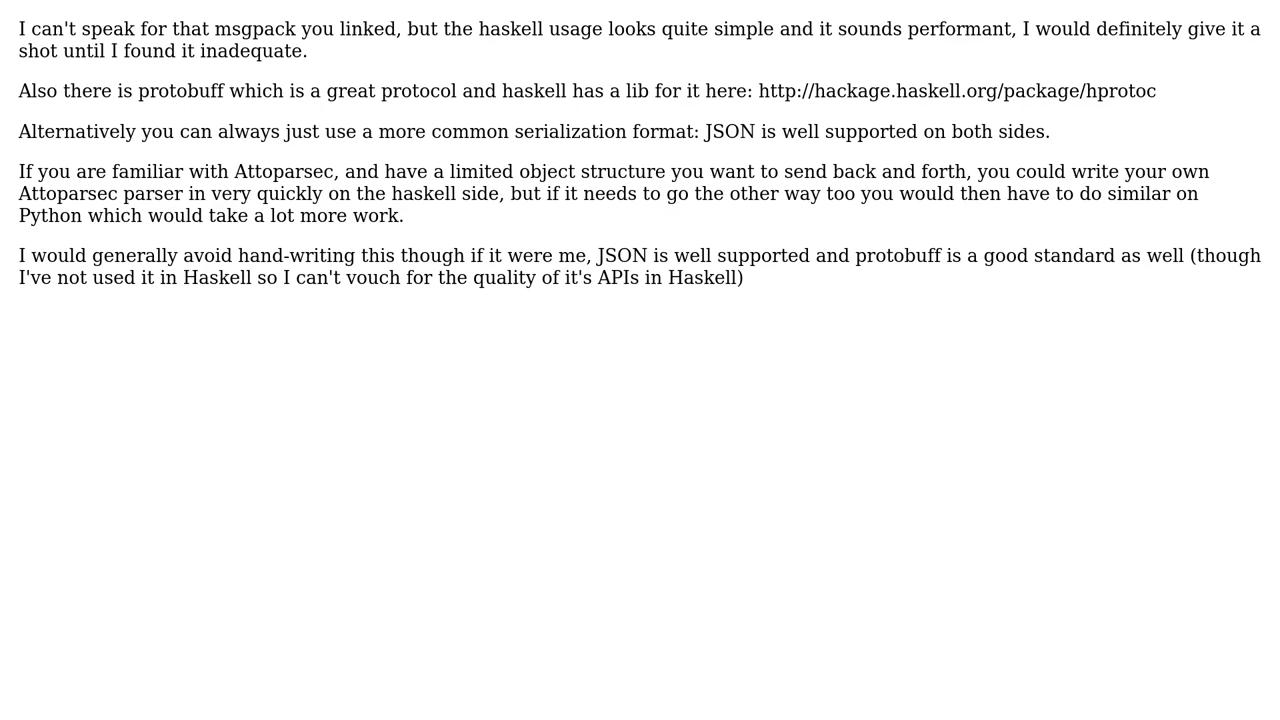 I can't speak for that msgpack you linked, but the haskell usage looks quite simple and it sounds performant, I would definitely give it a
shot until I found it inadequate.
Also there is protobuff which is a great protocol and haskell has a lib for it here: http://hackage.haskell.org/package/hprotoc
Alternatively you can always just use a more common serialization format: JSON is well supported on both sides.
If you are familiar with Attoparsec, and have a limited object structure you want to send back and forth, you could write your own
Attoparsec parser in very quickly on the haskell side, but if it needs to go the other way too you would then have to do similar on
Python which would take a lot more work.
I would generally avoid hand-writing this though if it were me, JSON is well supported and protobuff is a good standard as well (though
I've not used it in Haskell so I can't vouch for the quality of it's APIs in Haskell)